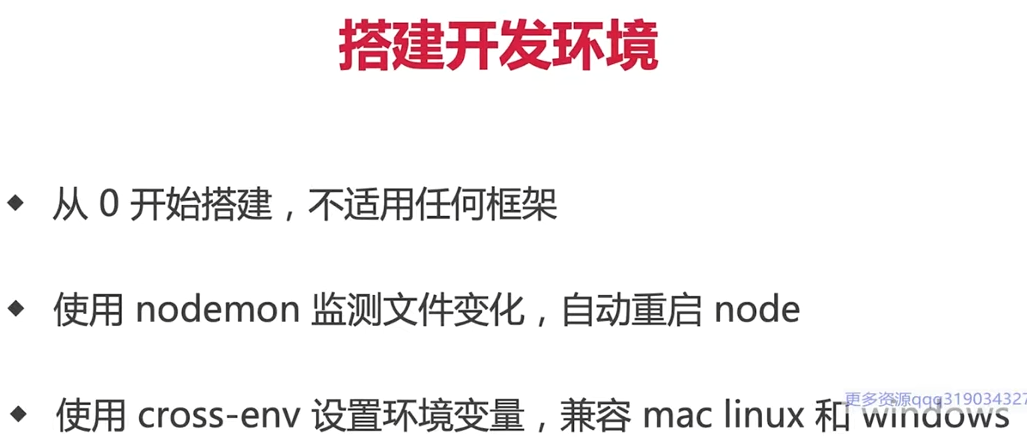 搭建开发环境
◆ 从 0 开始搭建，不适用任何框架
◆ 使用 nodemon 监测文件变化，自动重启 node
◆ 使用 cross-env 设置环境变量，兼容 mac linux 和 windows
更多资源qqq319034327